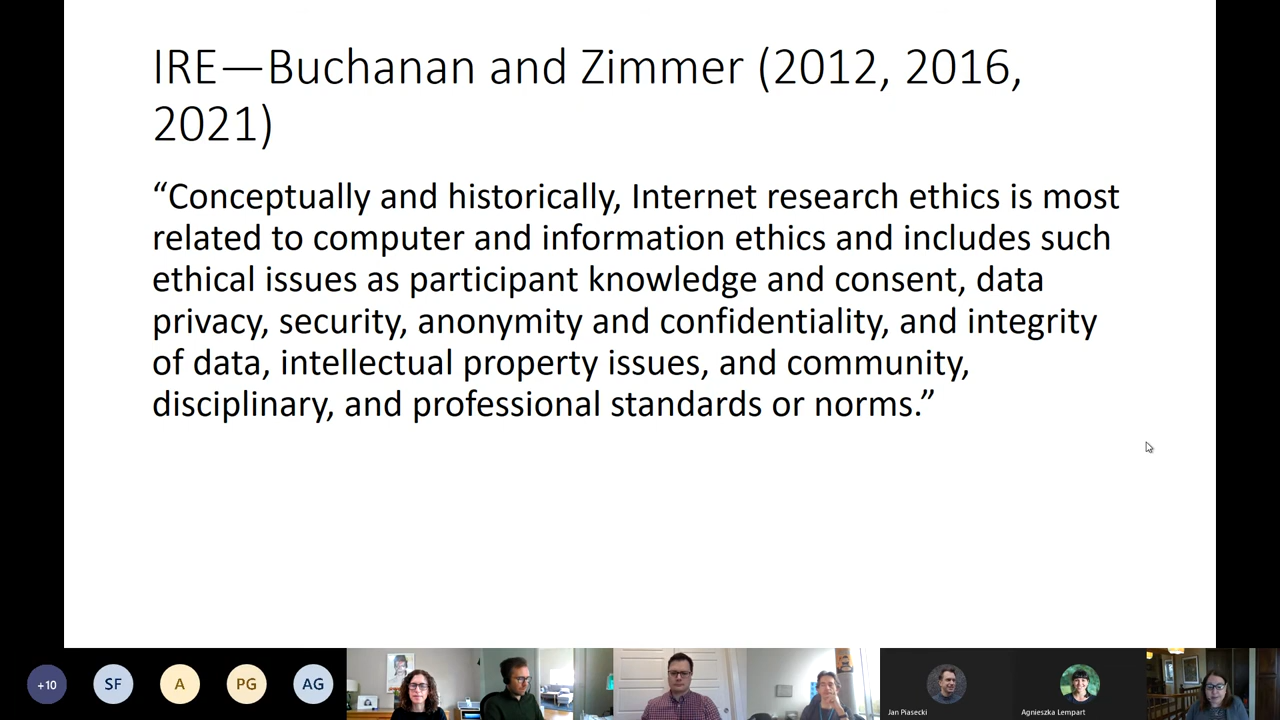 IRE—Buchanan and Zimmer (2012, 2016,
2021)
“Conceptually and historically, Internet research ethics is most
related to computer and information ethics and includes such
ethical issues as participant knowledge and consent, data
privacy, security, anonymity and confidentiality, and integrity
of data, intellectual property issues, and community,
disciplinary, and professional standards or norms.”
+10
SF
A
PG
AG
Jan Piasecki
Agnieszka Lempart